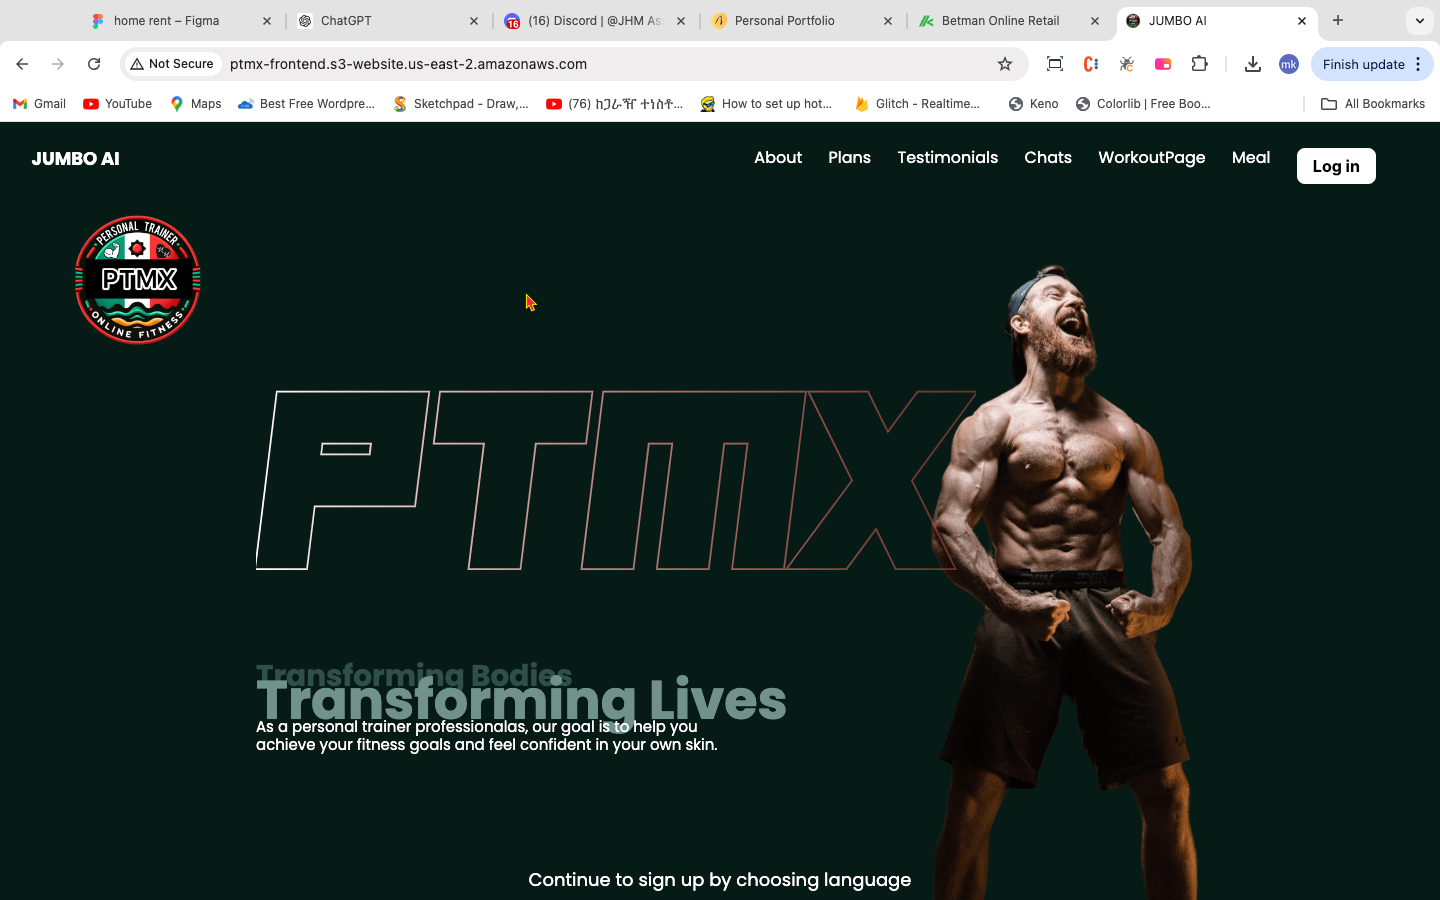 home rent – Figma
ChatGPT
(16) Discord | @JHM As
Personal Portfolio
Betman Online Retail
JUMBO AI
Not Secure
ptmx-frontend.s3-website.us-east-2.amazonaws.com
mk
Finish update
Gmail
YouTube
Maps
Best Free Wordpre...
Sketchpad - Draw,...
(76) ከጋራዥ ተነስቶ...
How to set up hot...
Glitch - Realtime...
Keno
Colorlib | Free Boo...
All Bookmarks
JUMBO AI
About
Plans
Testimonials
Chats
WorkoutPage
Meal
Log in
PERSONAL TRAINER
PTMX
ONLINE FITNESS
PTMX
Transforming Bodies
Transforming Lives
As a personal trainer professionalas, our goal is to help you
achieve your fitness goals and feel confident in your own skin.
Continue to sign up by choosing language